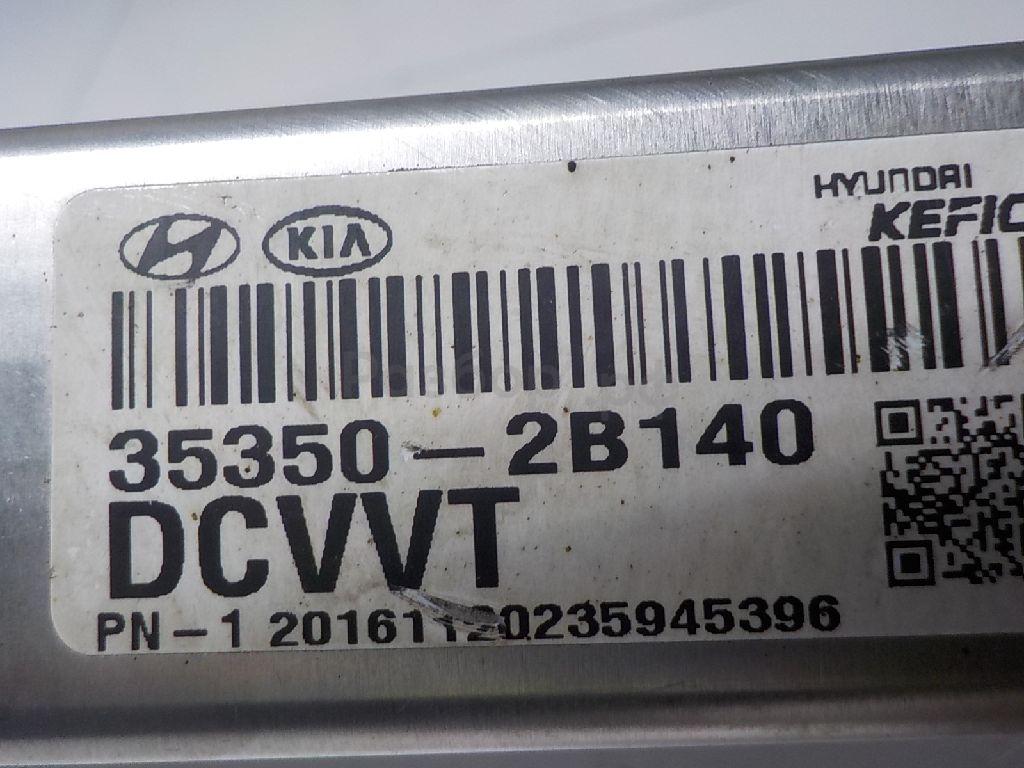 HYUNDAI
KEFIC
KIA
35350-2B140
DCVVT
PN-1 20161120235945396